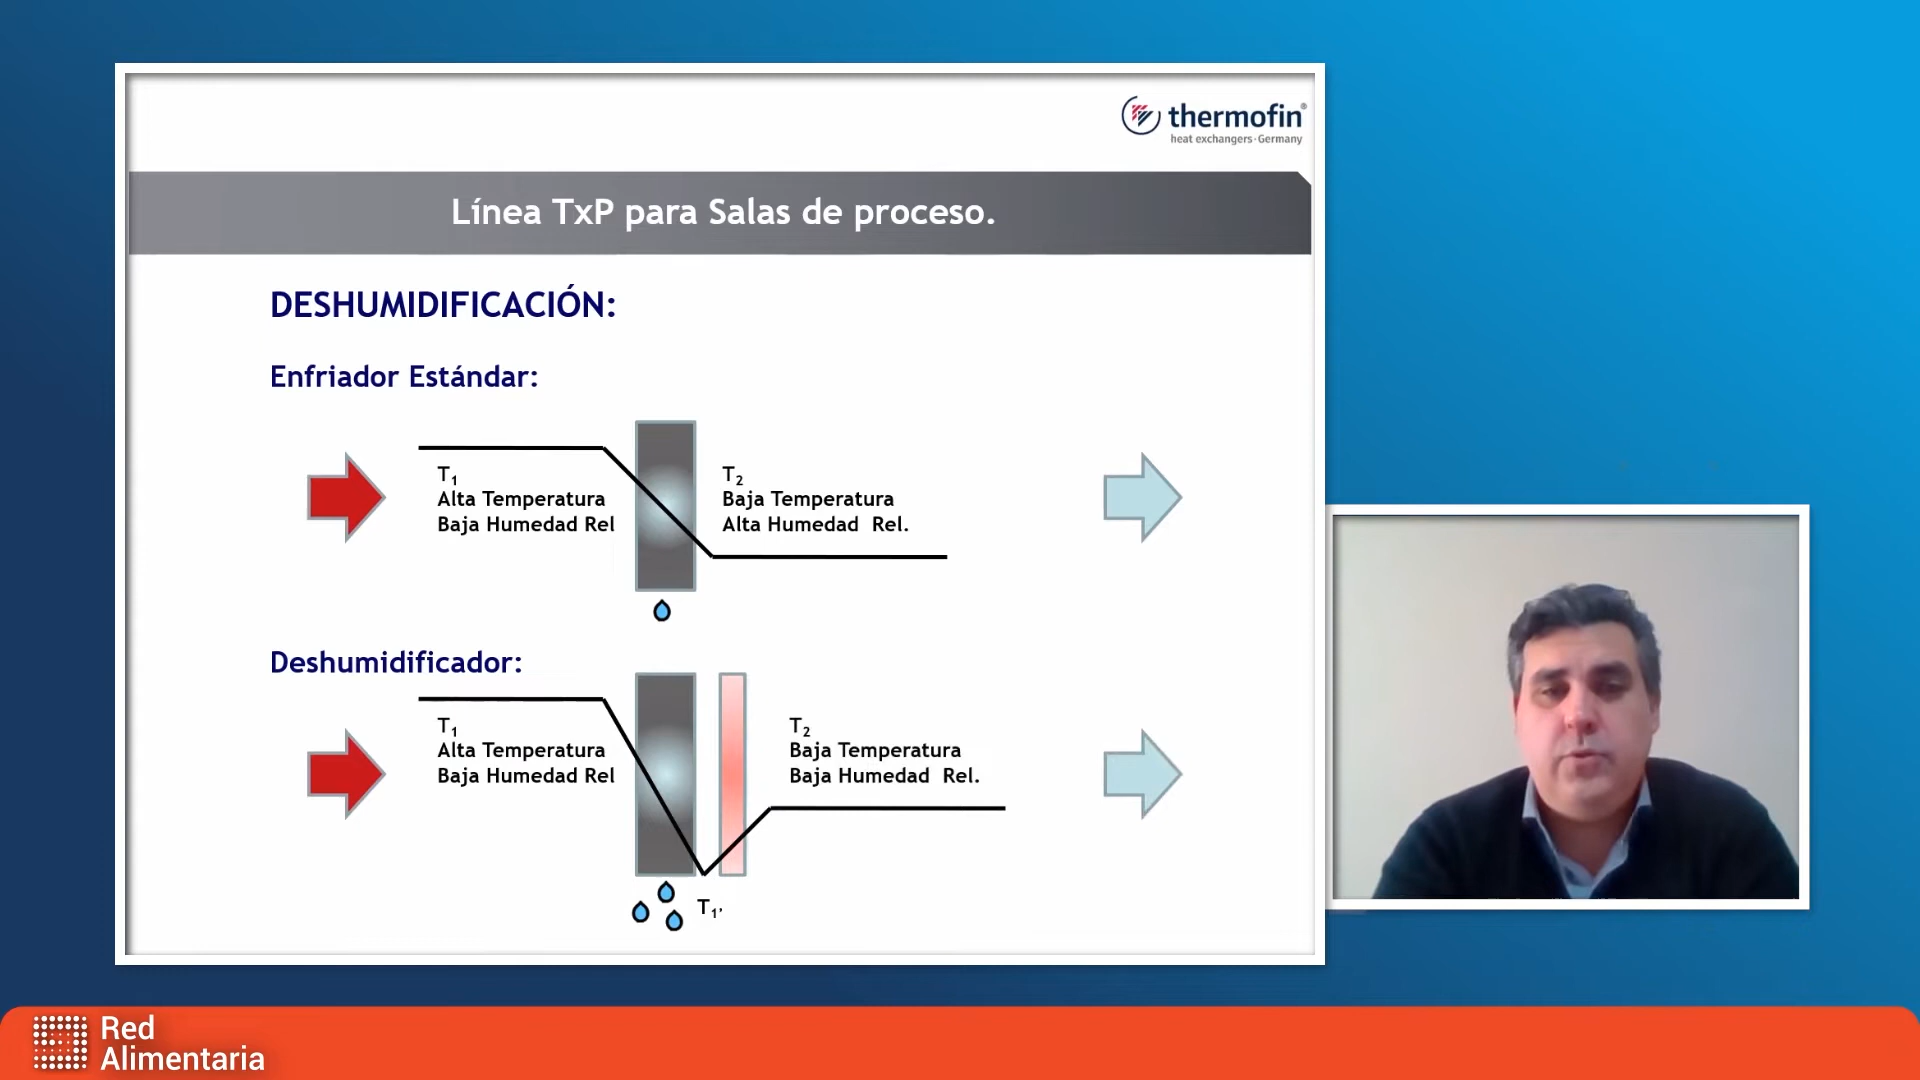 thermofin®
heat exchangers·Germany
Línea TxP para Salas de proceso.
DESHUMIDIFICACIÓN:
Enfriador Estándar:
T1
Alta Temperatura
Baja Humedad Rel
T2
Baja Temperatura
Alta Humedad Rel.
Deshumidificador:
T1
Alta Temperatura
Baja Humedad Rel
T2
Baja Temperatura
Baja Humedad Rel.
T1,
Red
Alimentaria